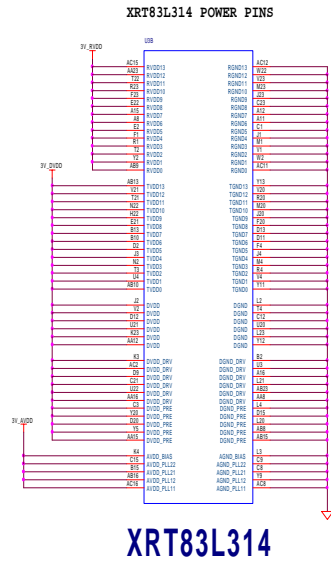 XRT83L314 POWER PINS
U3B
3V_RVDD
AC15 RVDD13 RGND13 AC12
AA23 RVDD12 RGND12 W22
T22 RVDD11 RGND11 V23
R23 RVDD10 RGND10 M23
F23 RVDD9 RGND9 J23
E22 RVDD8 RGND8 C23
A15 RVDD7 RGND7 A12
A8 RVDD6 RGND6 A11
E2 RVDD5 RGND5 C1
F1 RVDD4 RGND4 J1
R1 RVDD3 RGND3 M1
T2 RVDD2 RGND2 V1
Y2 RVDD1 RGND1 W2
AB9 RVDD0 RGND0 AC11
3V_DVDD
AB13 TVDD13 TGND13 Y13
V21 TVDD12 TGND12 V20
T21 TVDD11 TGND11 R20
N22 TVDD10 TGND10 M20
H22 TVDD9 TGND9 J20
E21 TVDD8 TGND8 F20
B13 TVDD7 TGND7 D13
B10 TVDD6 TGND6 D11
D2 TVDD5 TGND5 F4
J3 TVDD4 TGND4 J4
N2 TVDD3 TGND3 M4
T3 TVDD2 TGND2 R4
U4 TVDD1 TGND1 V4
AB10 TVDD0 TGND0 Y11
J2 DVDD DGND L2
V2 DVDD DGND T4
D12 DVDD DGND C12
U21 DVDD DGND U20
K23 DVDD DGND L23
AA12 DVDD DGND Y12
K3 DVDD_DRV DGND_DRV B2
AC2 DVDD_DRV DGND_DRV U3
D9 DVDD_DRV DGND_DRV A16
C21 DVDD_DRV DGND_DRV L21
U22 DVDD_DRV DGND_DRV AB23
AA16 DVDD_DRV DGND_DRV AA8
C3 DVDD_PRE DGND_PRE L4
Y20 DVDD_PRE DGND_PRE D15
D20 DVDD_PRE DGND_PRE L20
Y5 DVDD_PRE DGND_PRE AB8
AA15 DVDD_PRE DGND_PRE AB15
3V_AVDD
K4 AVDD_BIAS AGND_BIAS L3
C15 AVDD_PLL22 AGND_PLL22 C9
B15 AVDD_PLL21 AGND_PLL21 C8
AB16 AVDD_PLL12 AGND_PLL12 Y9
AC16 AVDD_PLL11 AGND_PLL11 AC8
XRT83L314